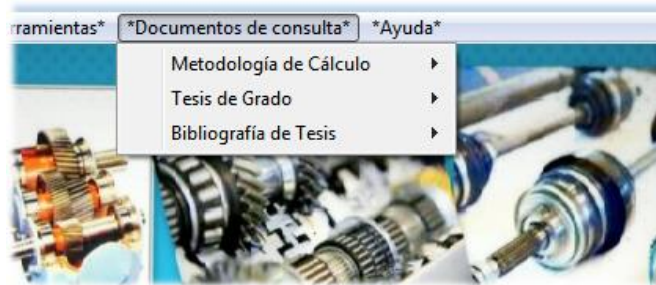 rramientas* *Documentos de consulta* *Ayuda*
Metodología de Cálculo
Tesis de Grado
Bibliografía de Tesis